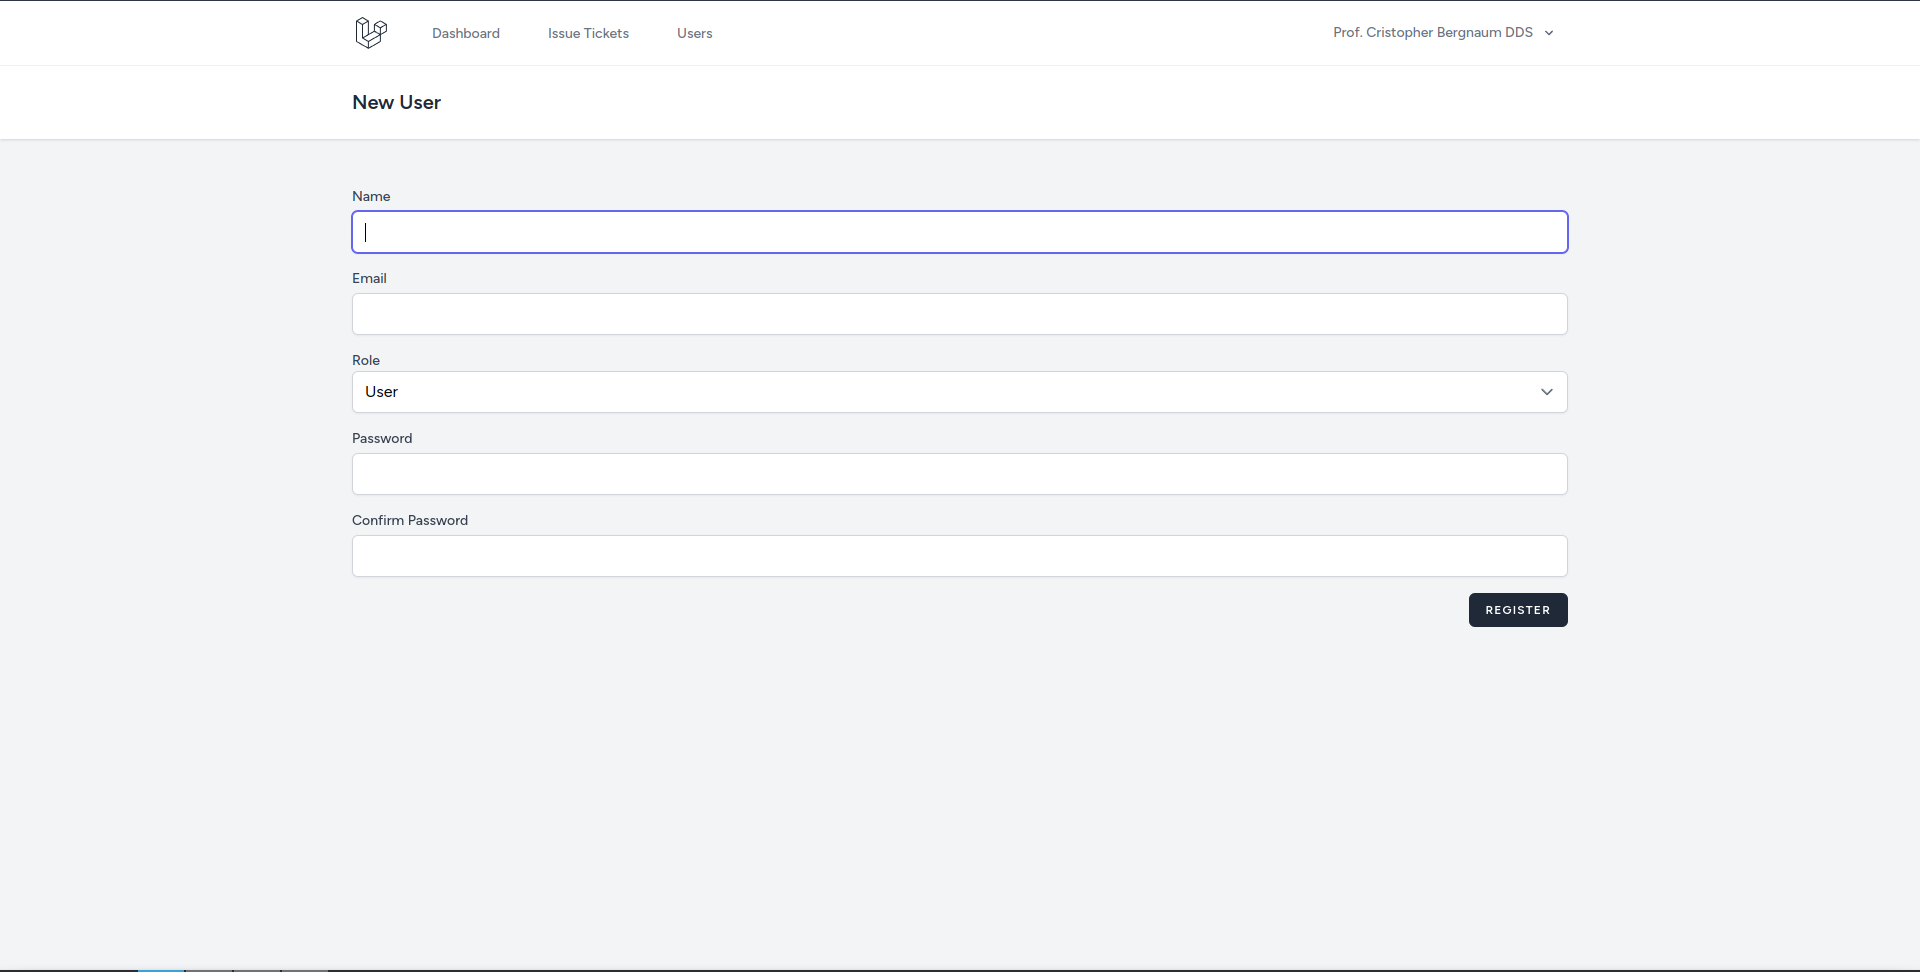 Dashboard Issue Tickets Users Prof. Cristopher Bergnaum DDS
New User
Name
Email
Role
User
Password
Confirm Password
REGISTER